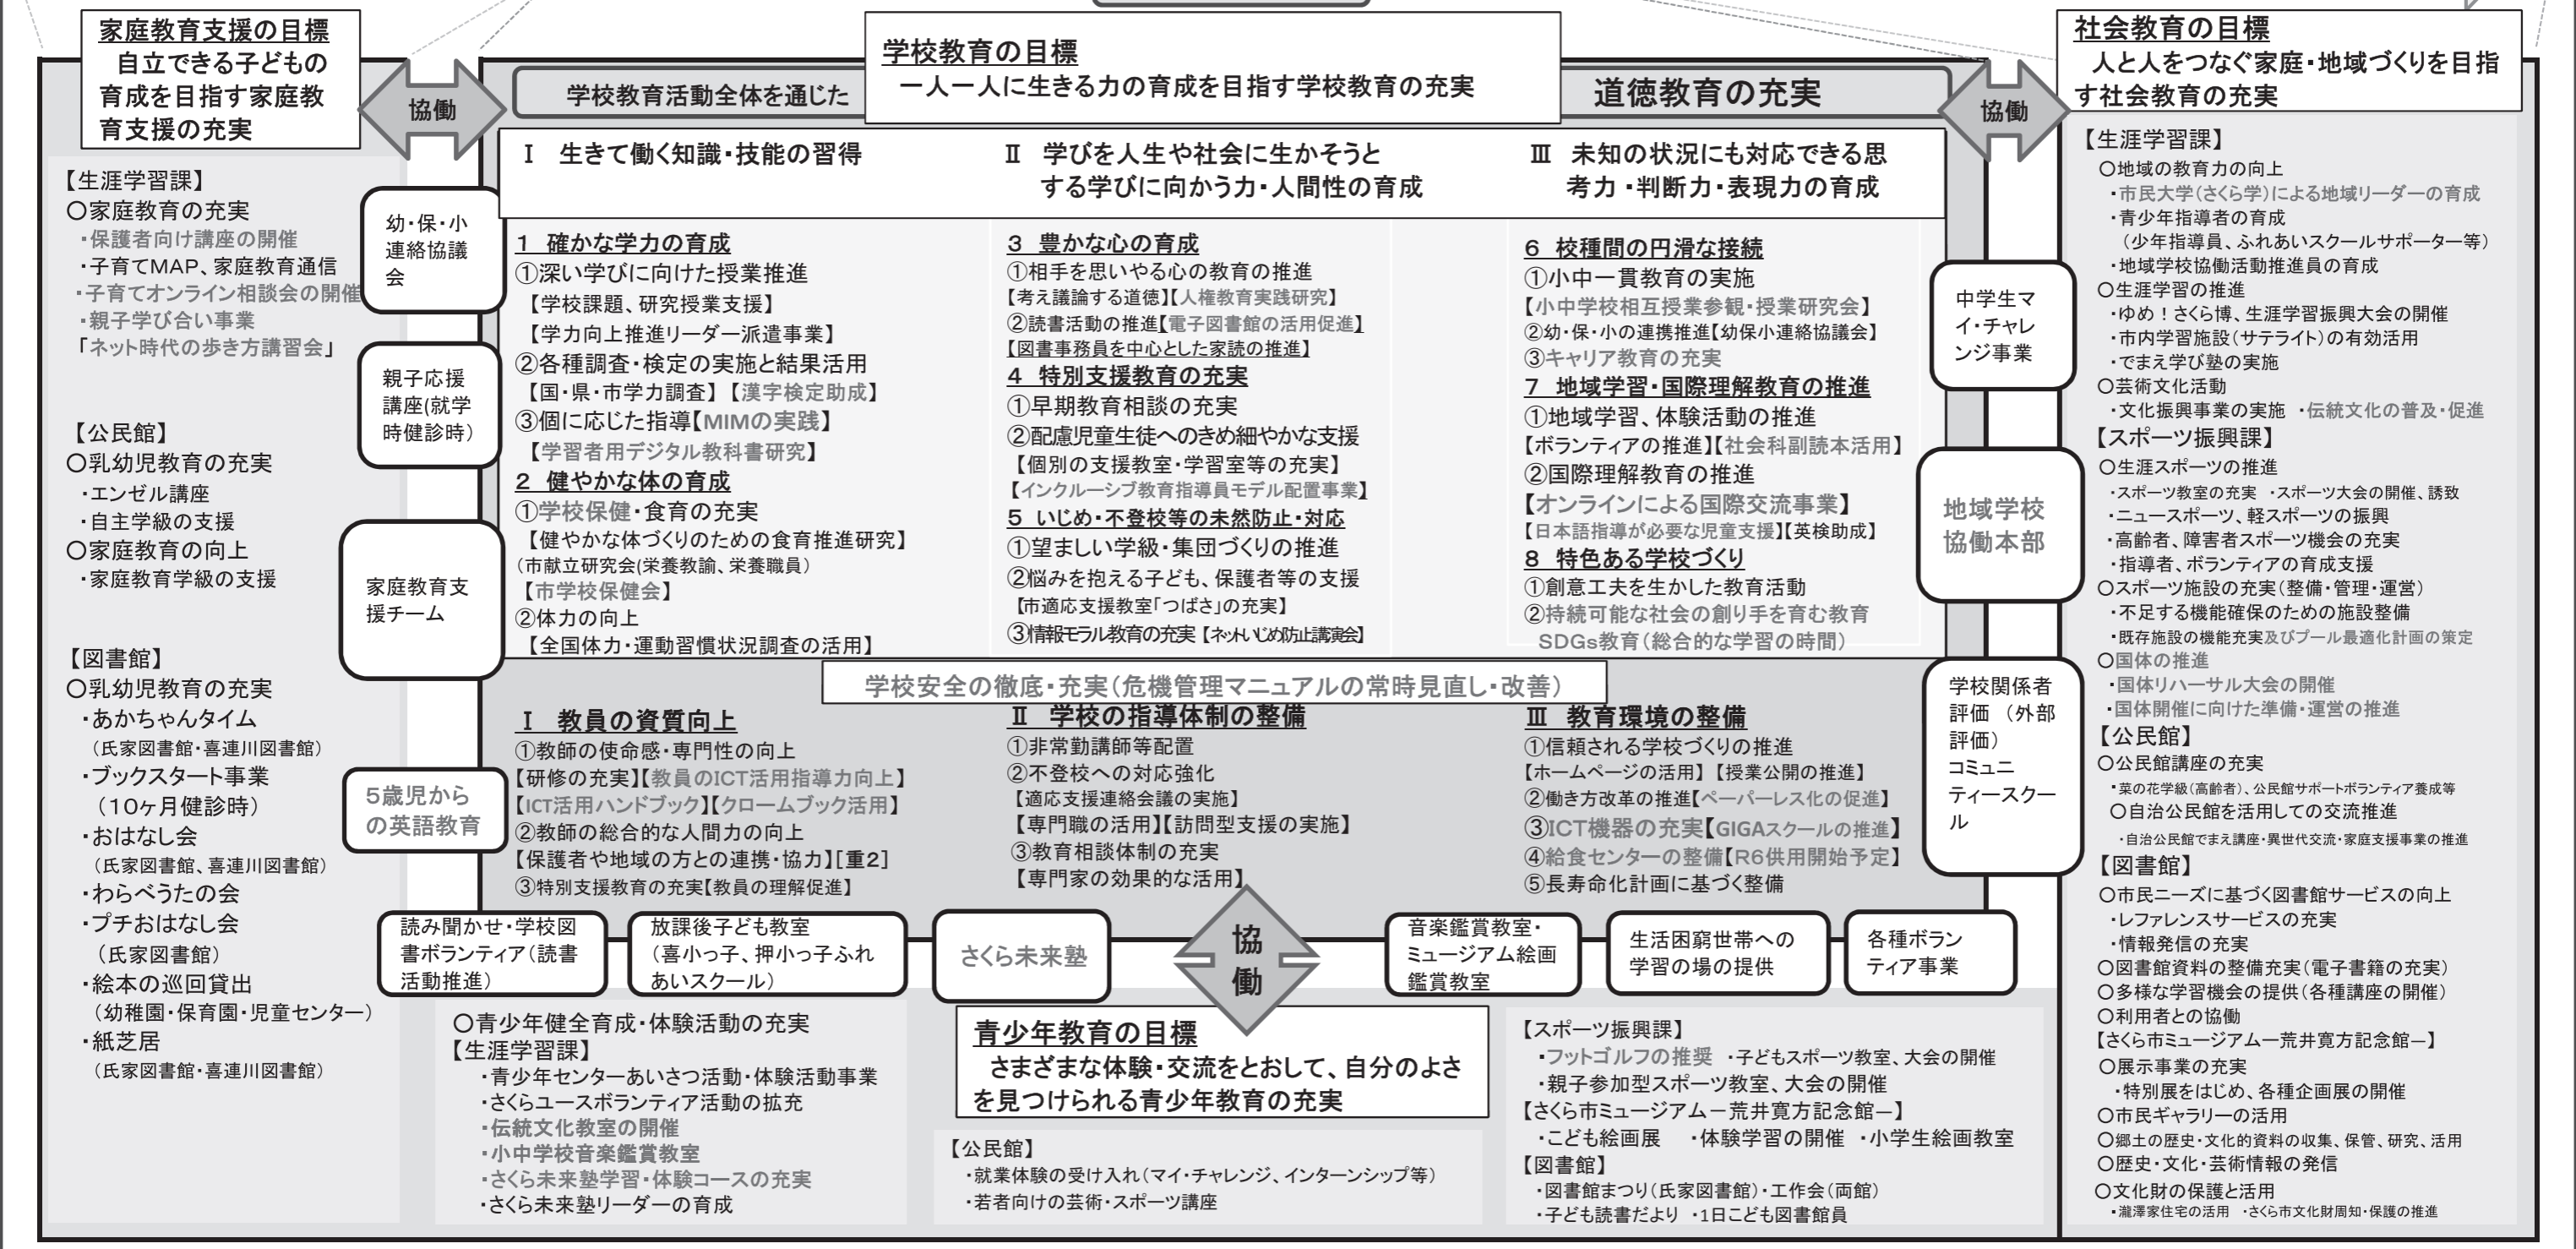 家庭教育支援の目標
自立できる子どもの
育成を目指す家庭教
育支援の充実
協働
【生涯学習課】
〇家庭教育の充実
・保護者向け講座の開催
・子育てMAP、家庭教育通信
・子育てオンライン相談会の開催
・親子学び合い事業
「ネット時代の歩き方講習会」
【公民館】
〇乳幼児教育の充実
・エンゼル講座
・自主学級の支援
〇家庭教育の向上
・家庭教育学級の支援
【図書館】
〇乳幼児教育の充実
・あかちゃんタイム
（氏家図書館・喜連川図書館）
・ブックスタート事業
（10ヶ月健診時）
・おはなし会
（氏家図書館、喜連川図書館）
・わらべうたの会
・プチおはなし会
（氏家図書館）
・絵本の巡回貸出
（幼稚園・保育園・児童センター）
・紙芝居
（氏家図書館・喜連川図書館）
幼・保・小
連絡協議
会
親子応援
講座(就学
時健診時）
家庭教育支
援チーム
5歳児から
の英語教育
学校教育の目標
一人一人に生きる力の育成を目指す学校教育の充実
学校教育活動全体を通じた
道徳教育の充実
Ⅰ　生きて働く知識・技能の習得
Ⅱ　学びを人生や社会に生かそうと
する学びに向かう力・人間性の育成
Ⅲ　未知の状況にも対応できる思
考力・判断力・表現力の育成
1　確かな学力の育成
①深い学びに向けた授業推進
【学校課題、研究授業支援】
【学力向上推進リーダー派遣事業】
②各種調査・検定の実施と結果活用
【国・県・市学力調査】【漢字検定助成】
③個に応じた指導【MIMの実践】
【学習者用デジタル教科書研究】
2　健やかな体の育成
①学校保健・食育の充実
【健やかな体づくりのための食育推進研究】
（市献立研究会(栄養教諭、栄養職員）
【市学校保健会】
②体力の向上
【全国体力・運動習慣状況調査の活用】
3　豊かな心の育成
①相手を思いやる心の教育の推進
【考え議論する道徳】【人権教育実践研究】
②読書活動の推進【電子図書館の活用促進】
【図書事務員を中心とした家読の推進】
4　特別支援教育の充実
①早期教育相談の充実
②配慮児童生徒へのきめ細やかな支援
【個別の支援教室・学習室等の充実】
【インクルーシブ教育指導員モデル配置事業】
5　いじめ・不登校等の未然防止・対応
①望ましい学級・集団づくりの推進
②悩みを抱える子ども、保護者等の支援
【市適応支援教室「つばさ」の充実】
③情報モラル教育の充実【ネットいじめ防止講演会】
6　校種間の円滑な接続
①小中一貫教育の実施
【小中学校相互授業参観・授業研究会】
②幼・保・小の連携推進【幼保小連絡協議会】
③キャリア教育の充実
7　地域学習・国際理解教育の推進
①地域学習、体験活動の推進
【ボランティアの推進】【社会科副読本活用】
②国際理解教育の推進
【オンラインによる国際交流事業】
【日本語指導が必要な児童支援】【英検助成】
8　特色ある学校づくり
①創意工夫を生かした教育活動
②持続可能な社会の創り手を育む教育
SDGs教育（総合的な学習の時間）
学校安全の徹底・充実（危機管理マニュアルの常時見直し・改善）
Ⅰ　教員の資質向上
①教師の使命感・専門性の向上
【研修の充実】【教員のICT活用指導力向上】
【ICT活用ハンドブック】【クロームブック活用】
②教師の総合的な人間力の向上
【保護者や地域の方との連携・協力】［重2］
③特別支援教育の充実【教員の理解促進】
Ⅱ　学校の指導体制の整備
①非常勤講師等配置
②不登校への対応強化
【適応支援連絡会議の実施】
【専門職の活用】【訪問型支援の実施】
③教育相談体制の充実
【専門家の効果的な活用】
Ⅲ　教育環境の整備
①信頼される学校づくりの推進
【ホームページの活用】【授業公開の推進】
②働き方改革の推進【ペーパーレス化の促進】
③ICT機器の充実【GIGAスクールの推進】
④給食センターの整備【R6供用開始予定】
⑤長寿命化計画に基づく整備
協働
中学生マ
イ・チャレ
ンジ事業
地域学校
協働本部
学校関係者
評価（外部
評価）
コミュニ
ティースクー
ル
読み聞かせ・学校図
書ボランティア（読書
活動推進）
放課後子ども教室
（喜小っ子、押小っ子ふれ
あいスクール）
さくら未来塾
協
働
音楽鑑賞教室・
ミュージアム絵画
鑑賞教室
生活困窮世帯への
学習の場の提供
各種ボラン
ティア事業
〇青少年健全育成・体験活動の充実
【生涯学習課】
・青少年センターあいさつ活動・体験活動事業
・さくらユースボランティア活動の拡充
・伝統文化教室の開催
・小中学校音楽鑑賞教室
・さくら未来塾学習・体験コースの充実
・さくら未来塾リーダーの育成
青少年教育の目標
さまざまな体験・交流をとおして、自分のよさ
を見つけられる青少年教育の充実
【公民館】
・就業体験の受け入れ（マイ・チャレンジ、インターンシップ等）
・若者向けの芸術・スポーツ講座
【スポーツ振興課】
・フットゴルフの推奨　・子どもスポーツ教室、大会の開催
・親子参加型スポーツ教室、大会の開催
【さくら市ミュージアム－荒井寛方記念館－】
・こども絵画展　・体験学習の開催　・小学生絵画教室
【図書館】
・図書館まつり（氏家図書館）・工作会（両館）
・子ども読書だより　・1日こども図書館員
社会教育の目標
人と人をつなぐ家庭・地域づくりを目指
す社会教育の充実
【生涯学習課】
〇地域の教育力の向上
・市民大学（さくら学）による地域リーダーの育成
・青少年指導者の育成
（少年指導員、ふれあいスクールサポーター等）
・地域学校協働活動推進員の育成
〇生涯学習の推進
・ゆめ！さくら博、生涯学習振興大会の開催
・市内学習施設（サテライト）の有効活用
・でまえ学び塾の実施
〇芸術文化活動
・文化振興事業の実施　・伝統文化の普及・促進
【スポーツ振興課】
〇生涯スポーツの推進
・スポーツ教室の充実　・スポーツ大会の開催、誘致
・ニュースポーツ、軽スポーツの振興
・高齢者、障害者スポーツ機会の充実
・指導者、ボランティアの育成支援
〇スポーツ施設の充実（整備・管理・運営）
・不足する機能確保のための施設整備
・既存施設の機能充実及びプール最適化計画の策定
〇国体の推進
・国体リハーサル大会の開催
・国体開催に向けた準備・運営の推進
【公民館】
〇公民館講座の充実
・菜の花学級（高齢者）、公民館サポートボランティア養成等
〇自治公民館を活用しての交流推進
・自治公民館でまえ講座・異世代交流・家庭支援事業の推進
【図書館】
〇市民ニーズに基づく図書館サービスの向上
・レファレンスサービスの充実
・情報発信の充実
〇図書館資料の整備充実（電子書籍の充実）
〇多様な学習機会の提供（各種講座の開催）
〇利用者との協働
【さくら市ミュージアム－荒井寛方記念館－】
〇展示事業の充実
・特別展をはじめ、各種企画展の開催
〇市民ギャラリーの活用
〇郷土の歴史・文化的資料の収集、保管、研究、活用
〇歴史・文化・芸術情報の発信
〇文化財の保護と活用
・瀧澤家住宅の活用　・さくら市文化財周知・保護の推進